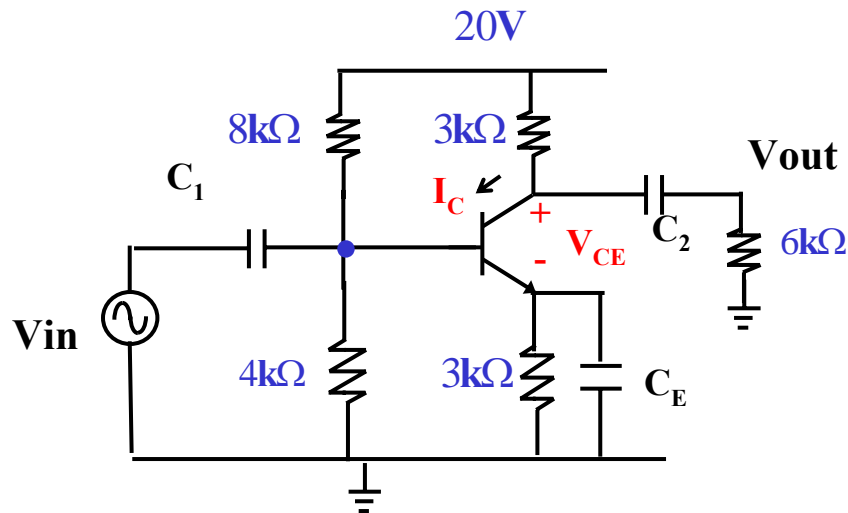 20V
8kΩ
3kΩ
Vout
C1
IC
+
VCE
-
C2
6kΩ
Vin
4kΩ
3kΩ
CE